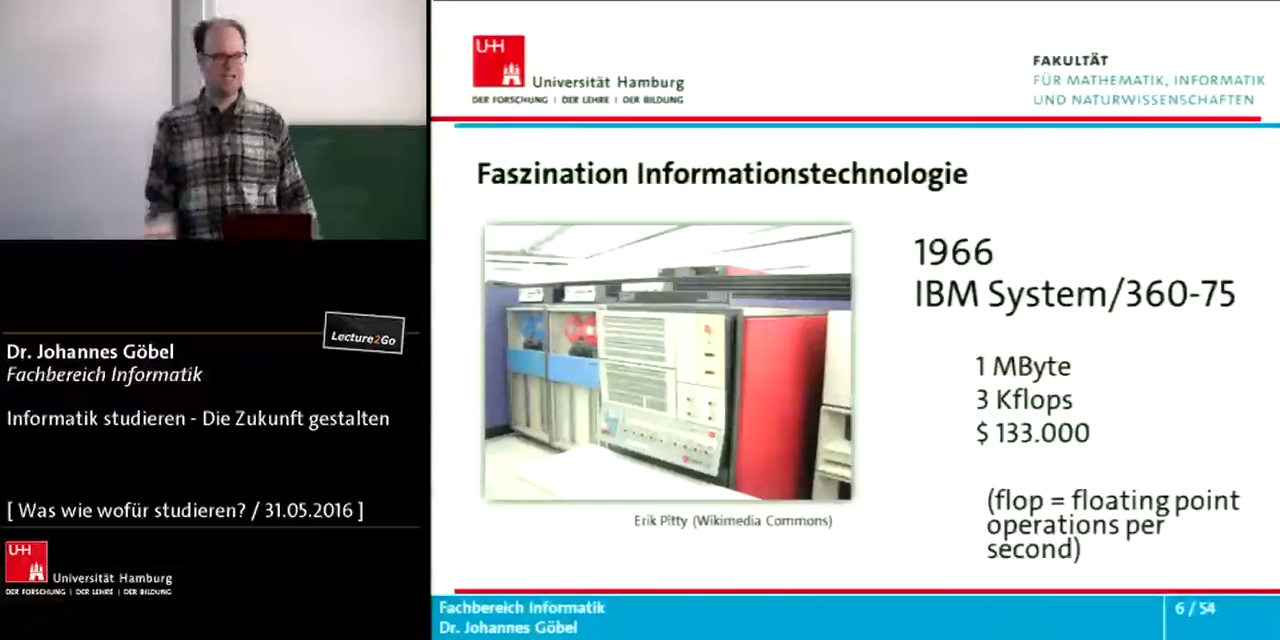 Dr. Johannes Göbel
Fachbereich Informatik
Informatik studieren - Die Zukunft gestalten
[ Was wie wofür studieren? / 31.05.2016 ]
Lecture2Go
UHH
Universität Hamburg
DER FORSCHUNG | DER LEHRE | DER BILDUNG
UHH
Universität Hamburg
DER FORSCHUNG | DER LEHRE | DER BILDUNG
FAKULTÄT
FÜR MATHEMATIK, INFORMATIK
UND NATURWISSENSCHAFTEN
Faszination Informationstechnologie
1966
IBM System/360-75
1 MByte
3 Kflops
$ 133.000
(flop = floating point
operations per
second)
Erik Pitty (Wikimedia Commons)
Fachbereich Informatik
Dr. Johannes Göbel
6 / 54